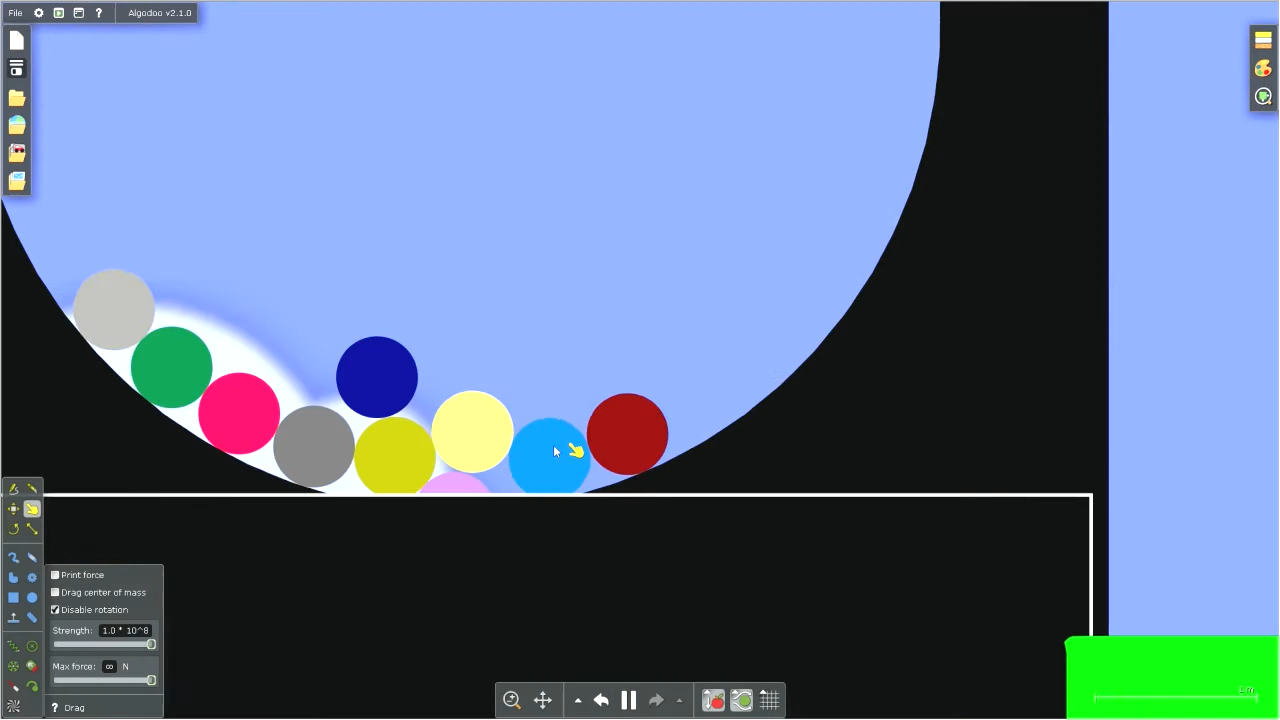 File
?
Algodoo v2.1.0
Print force
Drag center of mass
Disable rotation
Strength: 1.0 * 10^8
Max force: ∞ N
? Drag